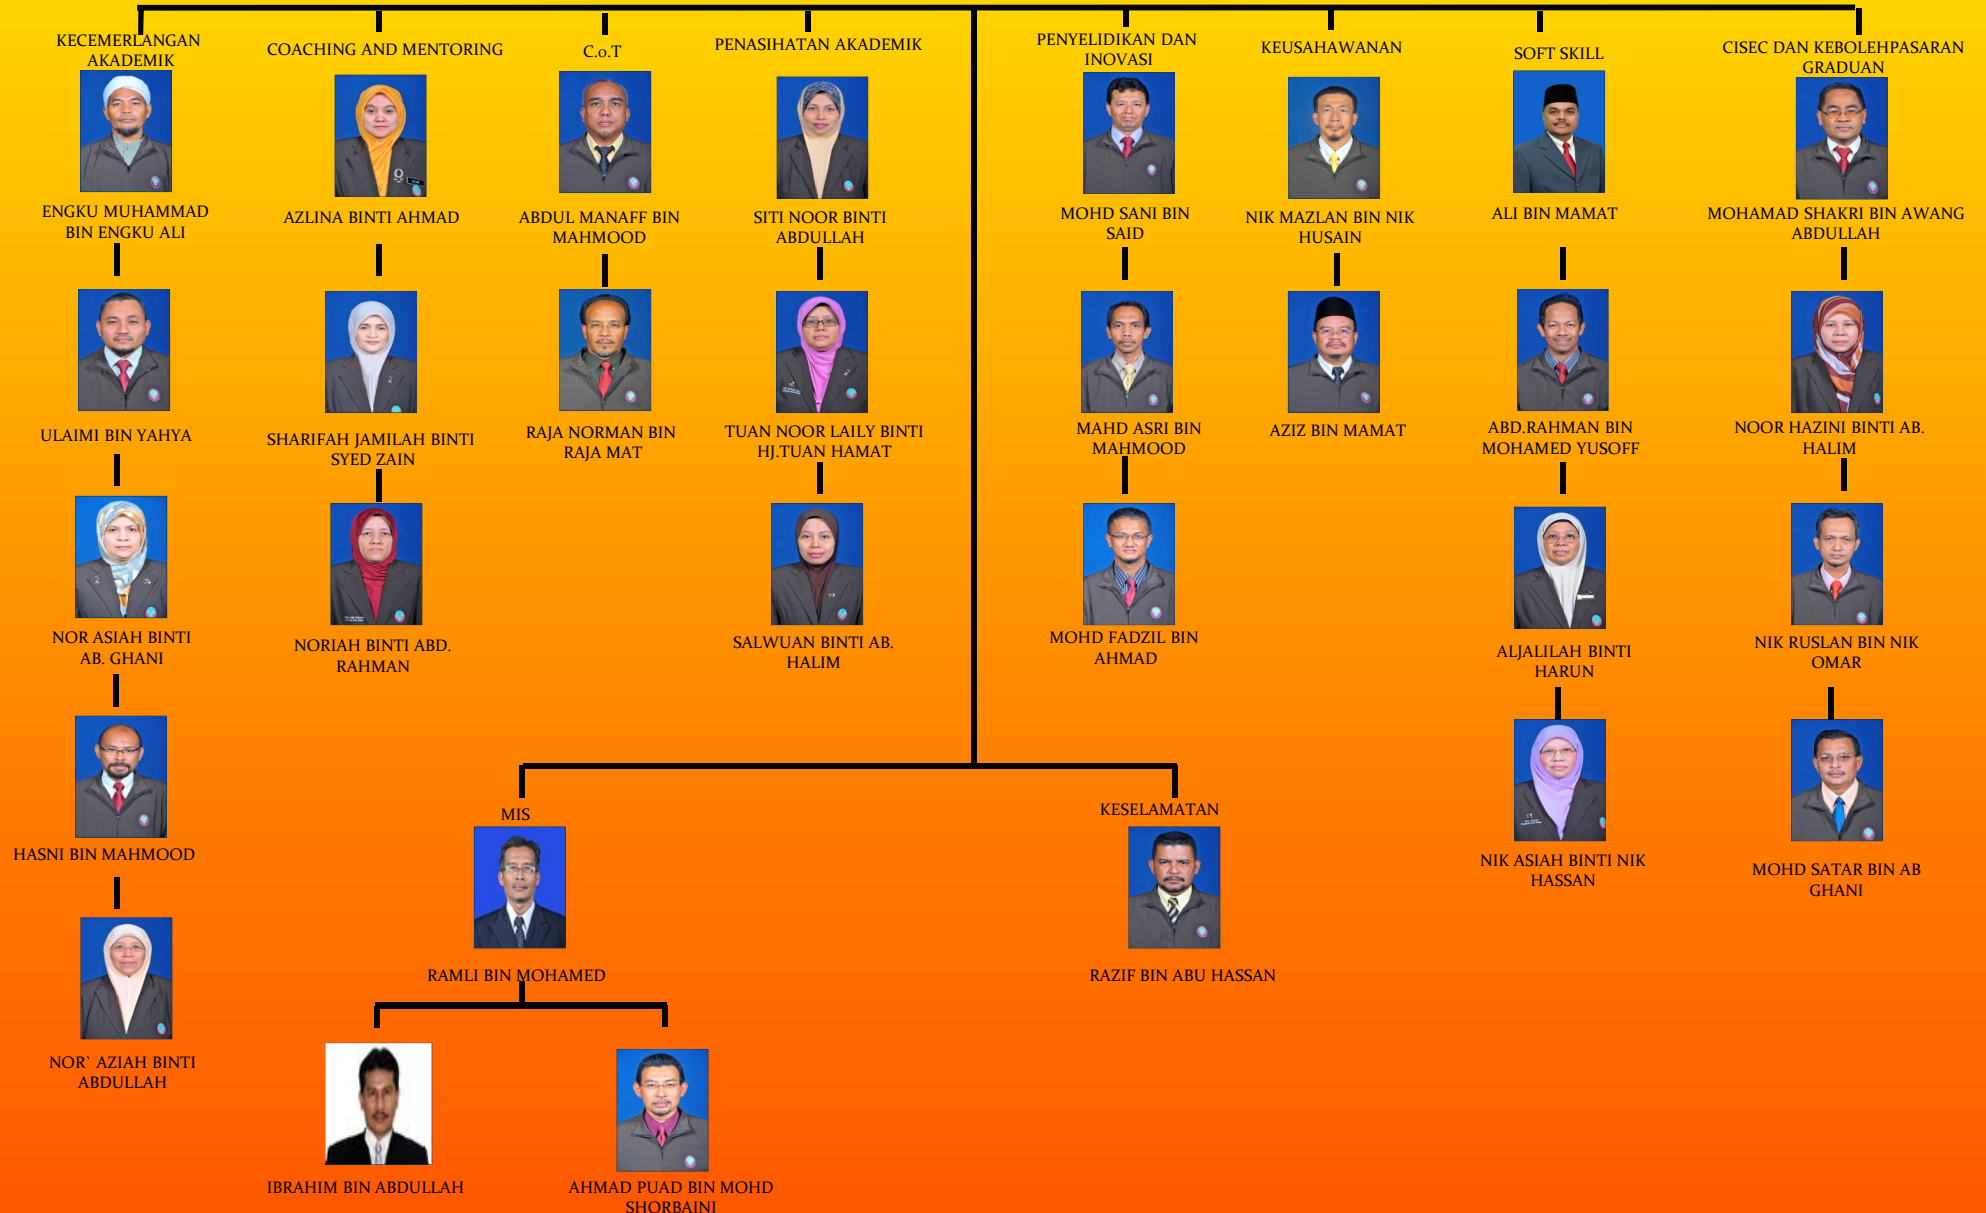 KECEMERLANGAN
AKADEMIK
ENGKU MUHAMMAD
BIN ENGKU ALI
ULAIMI BIN YAHYA
NOR ASIAH BINTI
AB. GHANI
HASNI BIN MAHMOOD
NOR` AZIAH BINTI
ABDULLAH
COACHING AND MENTORING
AZLINA BINTI AHMAD
SHARIFAH JAMILAH BINTI
SYED ZAIN
NORIAH BINTI ABD.
RAHMAN
C.o.T
ABDUL MANAFF BIN
MAHMOOD
RAJA NORMAN BIN
RAJA MAT
PENASIHATAN AKADEMIK
SITI NOOR BINTI
ABDULLAH
TUAN NOOR LAILY BINTI
HJ.TUAN HAMAT
SALWUAN BINTI AB.
HALIM
PENYELIDIKAN DAN
INOVASI
MOHD SANI BIN
SAID
MAHD ASRI BIN
MAHMOOD
MOHD FADZIL BIN
AHMAD
KEUSAHAWANAN
NIK MAZLAN BIN NIK
HUSAIN
AZIZ BIN MAMAT
SOFT SKILL
ALI BIN MAMAT
ABD.RAHMAN BIN
MOHAMED YUSOFF
ALJALILAH BINTI
HARUN
NIK ASIAH BINTI NIK
HASSAN
CISEC DAN KEBOLEHPASARAN
GRADUAN
MOHAMAD SHAKRI BIN AWANG
ABDULLAH
NOOR HAZINI BINTI AB.
HALIM
NIK RUSLAN BIN NIK
OMAR
MOHD SATAR BIN AB
GHANI
MIS
RAMLI BIN MOHAMED
IBRAHIM BIN ABDULLAH
AHMAD PUAD BIN MOHD
SHORBAINI
KESELAMATAN
RAZIF BIN ABU HASSAN